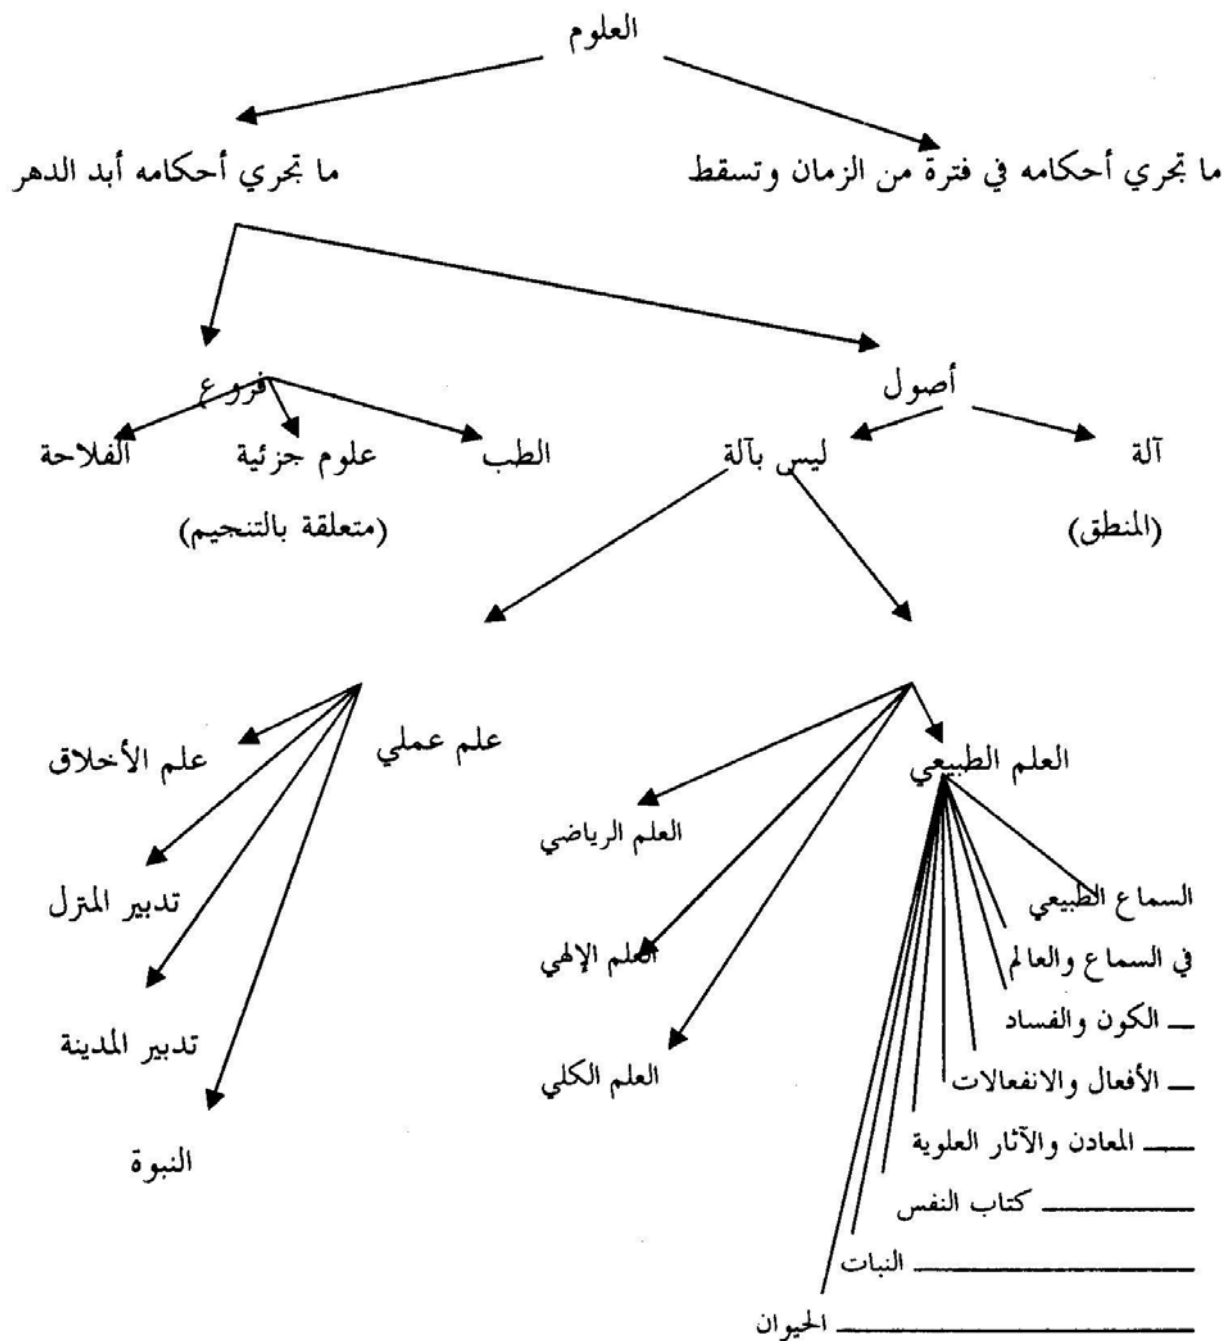 العلوم
ما تجري أحكامه في فترة من الزمان وتسقط
ما تجري أحكامه أبد الدهر
أصول
فروع
آلة
ليس بآلة
الطب
علوم جزئية
الفلاحة
(المنطق)
(متعلقة بالتنجيم)
العلم الطبيعي
علم عملي
علم الأخلاق
العلم الرياضي
السماع الطبيعي
تدبير المنزل
في السماع والعالم
العلم الإلهي
الكون والفساد
تدبير المدينة
الأفعال والانفعالات
العلم الكلي
المعادن والآثار العلوية
النبوة
كتاب النفس
النبات
الحيوان